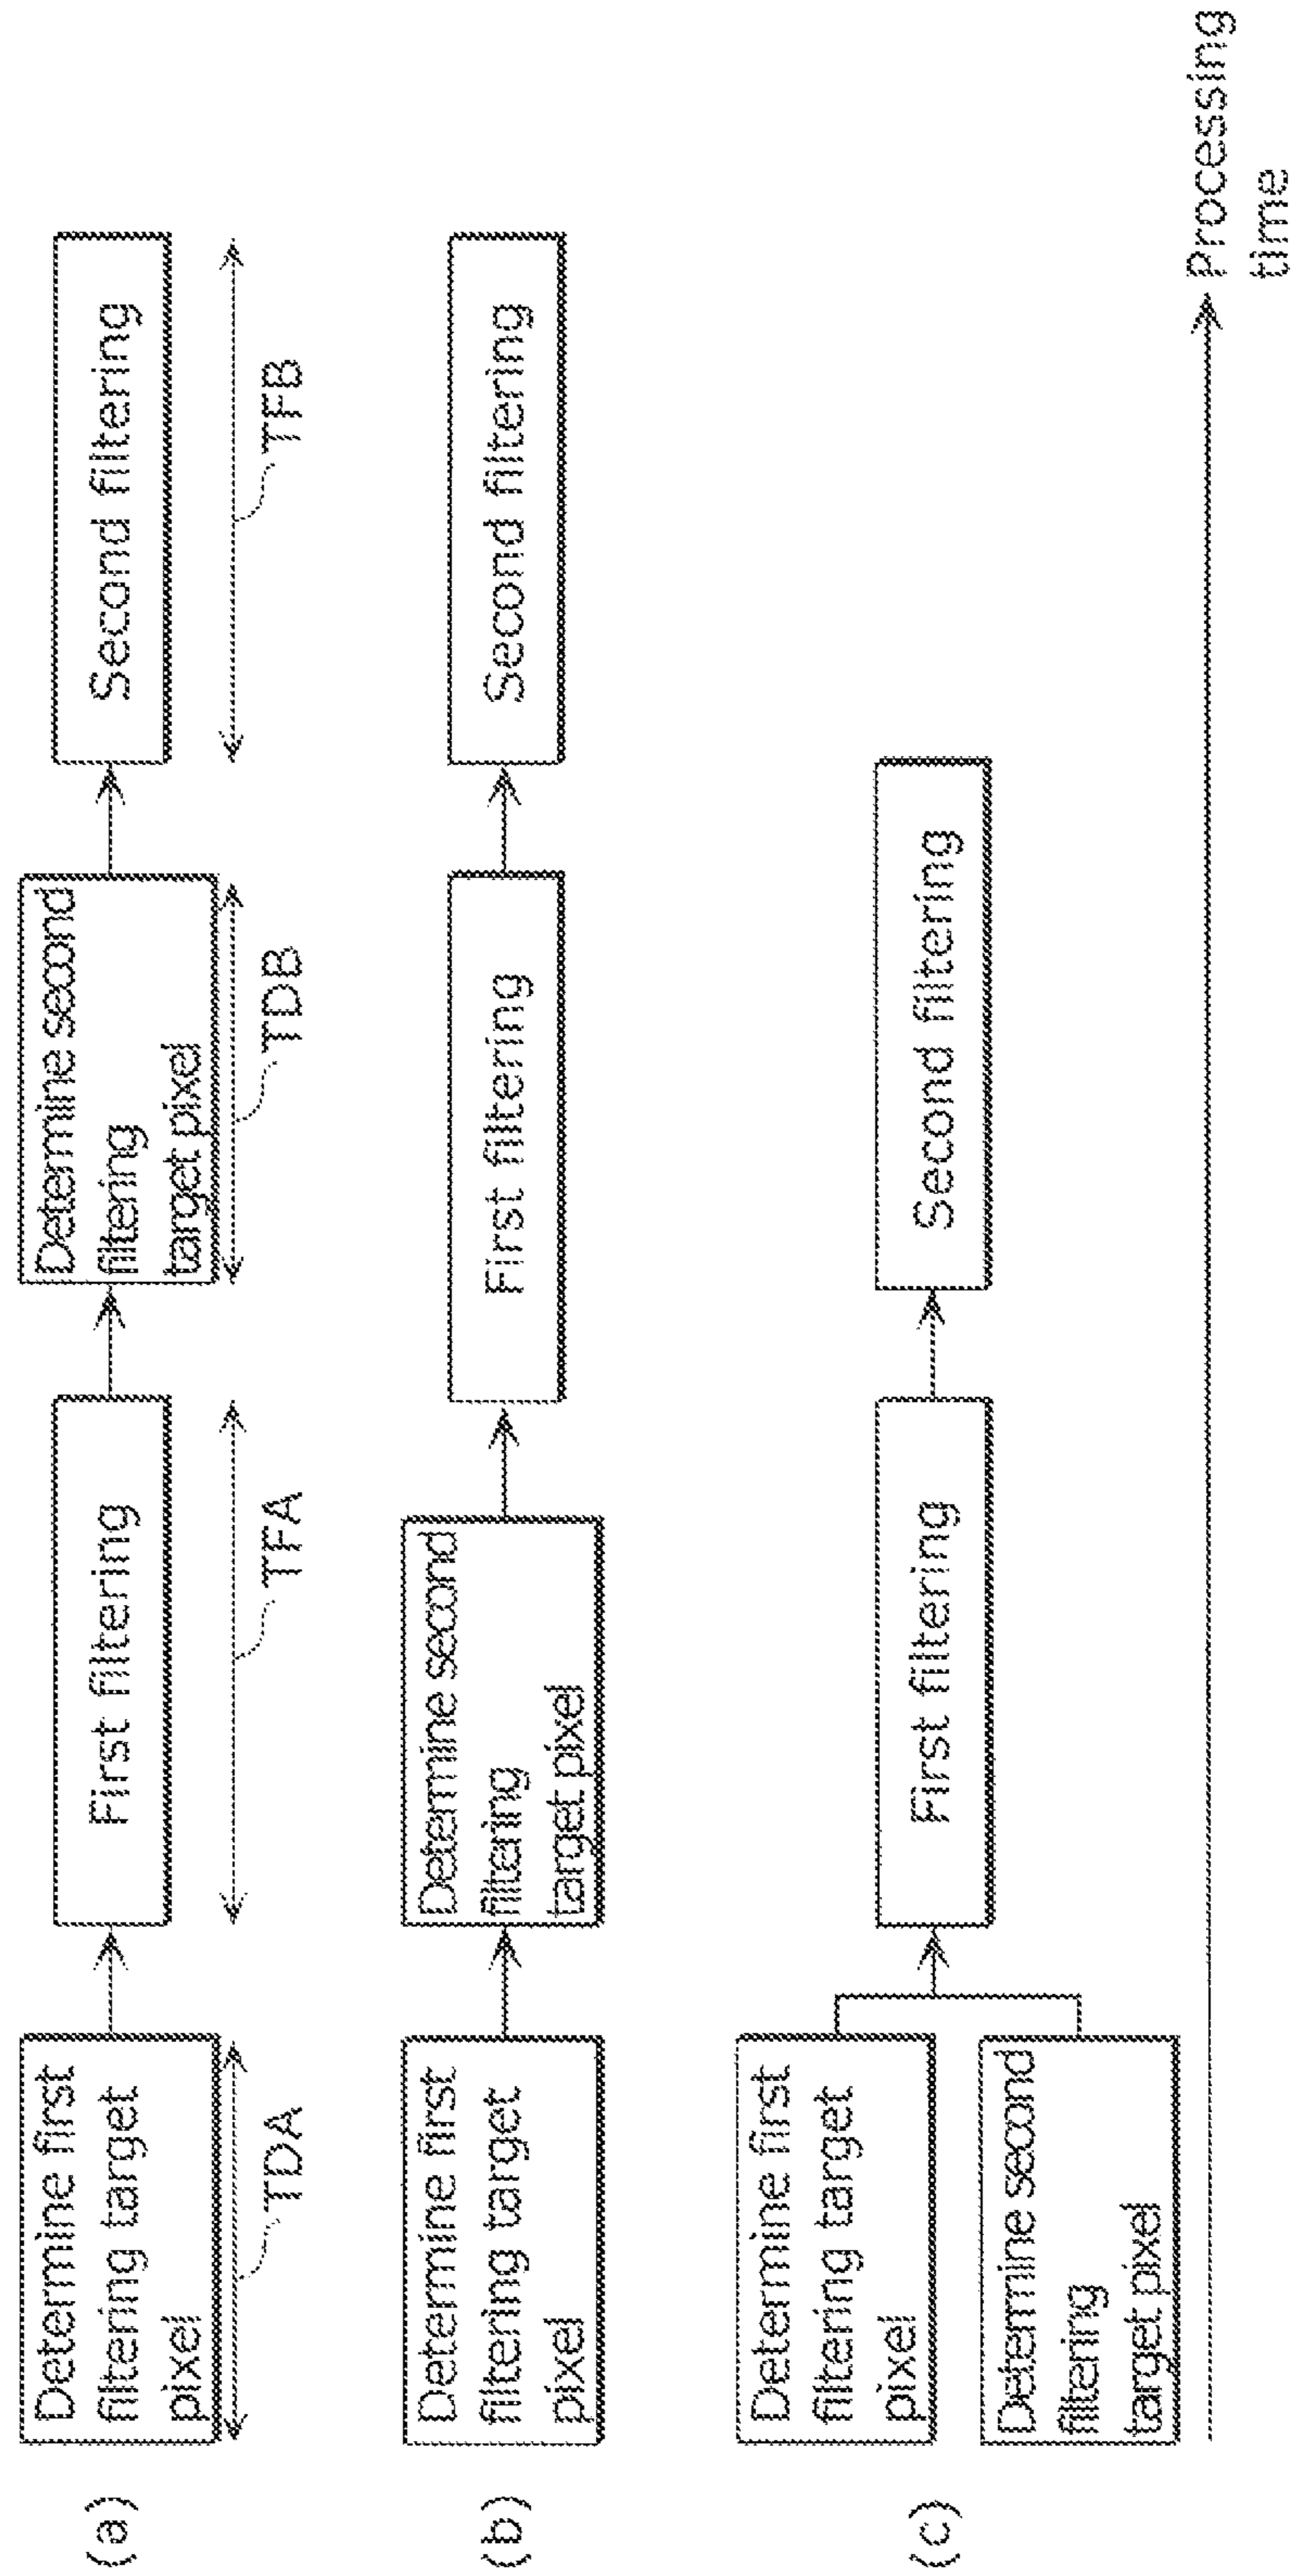 (a)
Determine first
filtering target
pixel
TDA
First filtering
TFA
Determine second
filtering
target pixel
TDB
Second filtering
TFB
(b)
Determine first
filtering target
pixel
Determine second
filtering
target pixel
First filtering
Second filtering
(c)
Determine first
filtering target
pixel
Determine second
filtering
target pixel
First filtering
Second filtering
Processing
time